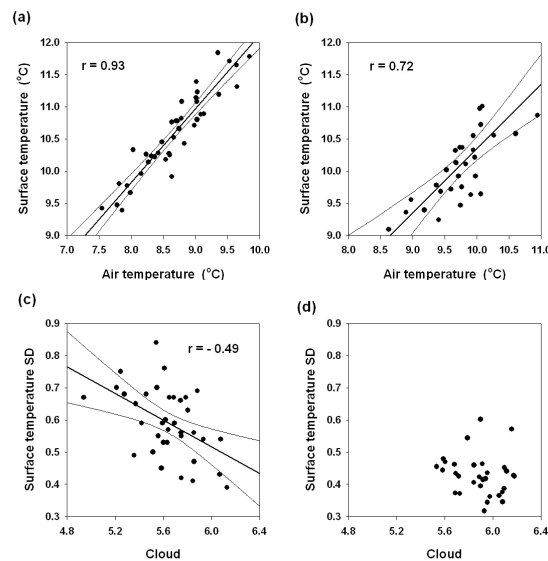 (a)
(b)
12.0
11.5
11.0
10.5
10.0
9.5
9.0
Surface temperature (°C)
r = 0.93
7.0 7.5 8.0 8.5 9.0 9.5 10.0
Air temperature (°C)
12.0
11.5
11.0
10.5
10.0
9.5
9.0
Surface temperature (°C)
r = 0.72
8.0 8.5 9.0 9.5 10.0 10.5 11.0
Air temperature (°C)
(c)
(d)
0.9
0.8
0.7
0.6
0.5
0.4
0.3
Surface temperature SD
r = - 0.49
4.8 5.2 5.6 6.0 6.4
Cloud
0.9
0.8
0.7
0.6
0.5
0.4
0.3
Surface temperature SD
4.8 5.2 5.6 6.0 6.4
Cloud